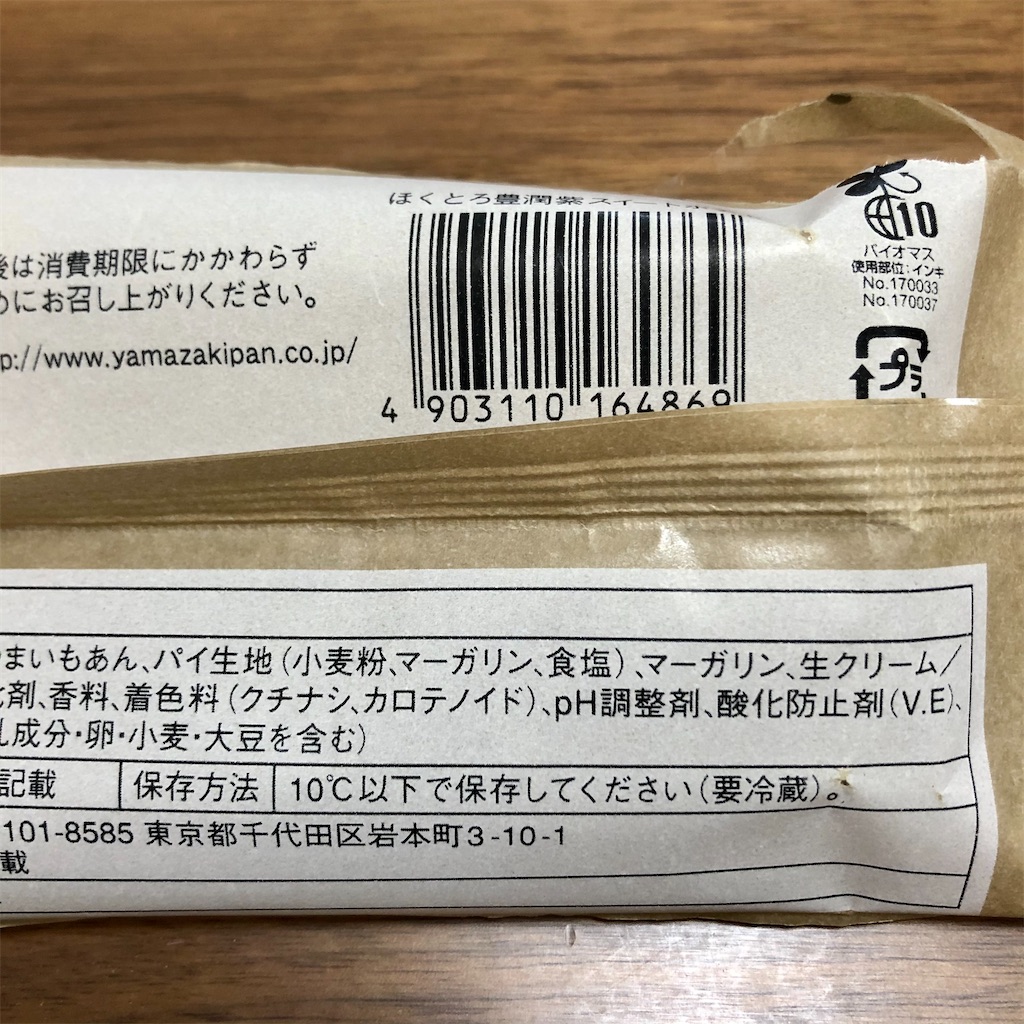 ほくとろ豊潤紫スイート
後は消費期限にかかわらず
めにお召し上がりください。
p://www.yamazakipan.co.jp/
4 903110 164869
10
バイオマス
使用部位:インキ
No.170033
No.170037
プラ
まいもあん、パイ生地(小麦粉、マーガリン、食塩)、マーガリン、生クリーム/
化剤、香料、着色料(クチナシ、カロテノイド)、pH調整剤、酸化防止剤(V.E)、
乳成分・卵・小麦・大豆を含む)
記載 保存方法 10℃以下で保存してください(要冷蔵)。
101-8585 東京都千代田区岩本町3-10-1
載